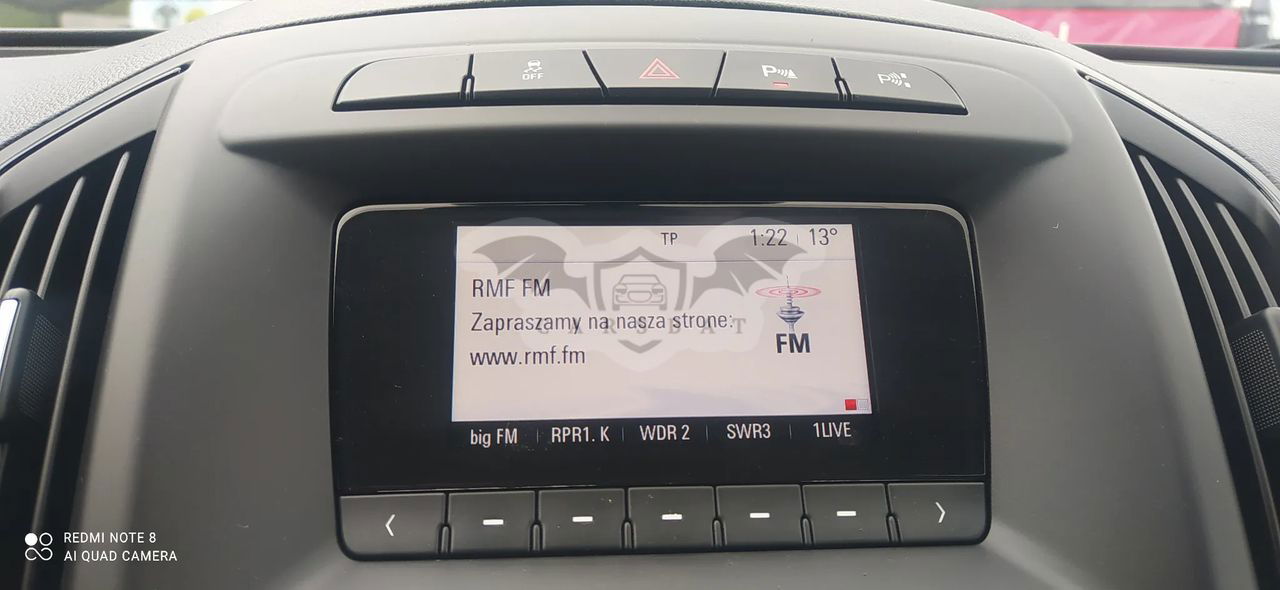 OFF
P
P
TP 1:22 13°
RMF FM
Zapraszamy na nasza strone:
CARSBAT
www.rmf.fm
FM
big FM RPR1. K WDR 2 SWR3 1LIVE
REDMI NOTE 8
AI QUAD CAMERA